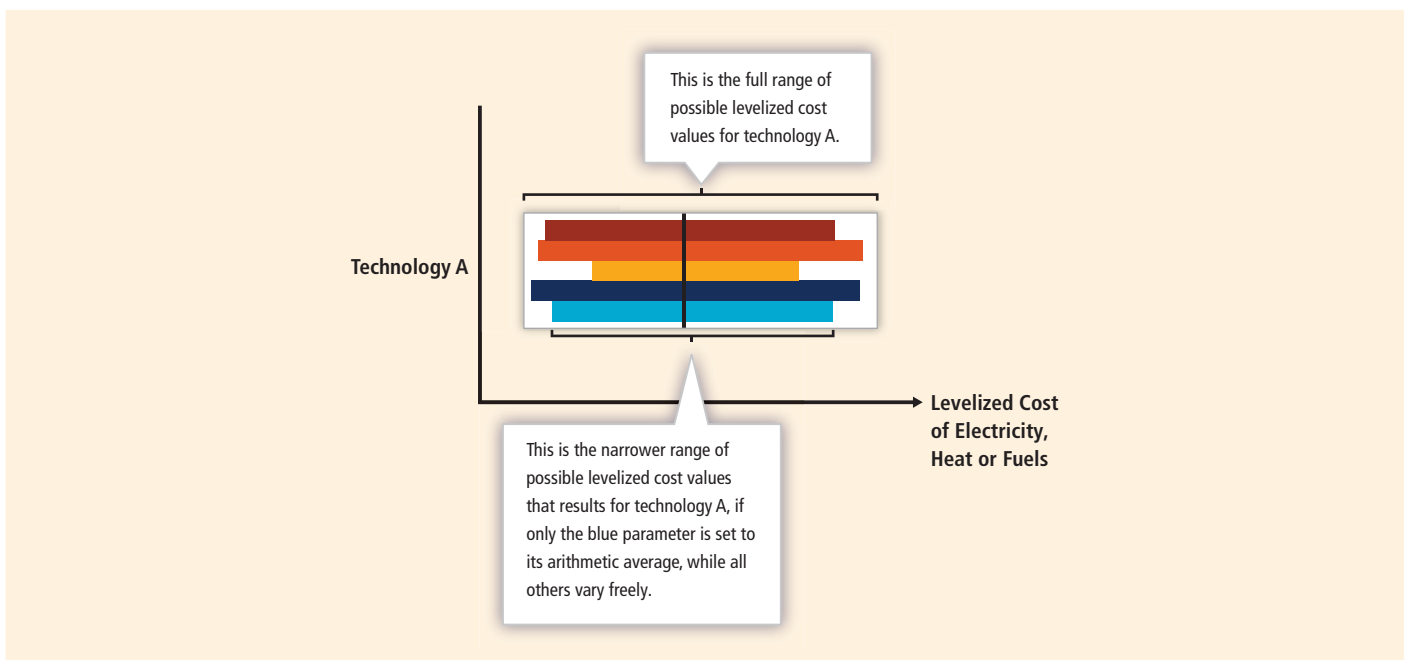 This is the full range of
possible levelized cost
values for technology A.
Technology A
Levelized Cost
of Electricity,
Heat or Fuels
This is the narrower range of
possible levelized cost values
that results for technology A, if
only the blue parameter is set to
its arithmetic average, while all
others vary freely.